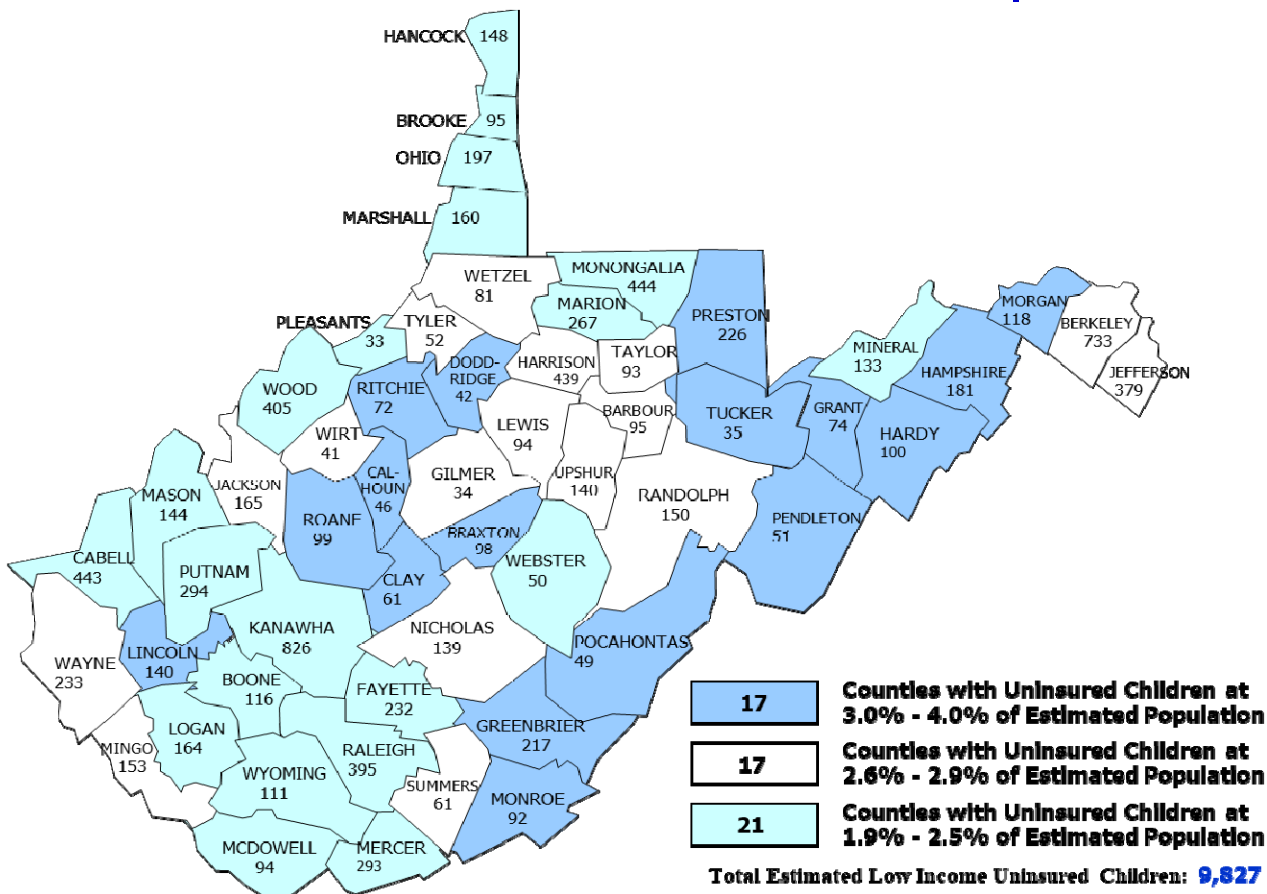 HANCOCK 148
BROOKE 95
OHIO 197
MARSHALL 160
WETZEL
81
MONONGALIA
444
MARION
267
PRESTON
226
MORGAN
118
BERKELEY
733
JEFFERSON
379
PLEASANTS
33
TYLER
52
DODD-
RIDGE
42
HARRISON
439
TAYLOR
93
MINERAL
133
HAMPSHIRE
181
WOOD
405
RITCHIE
72
BARBOUR
95
TUCKER
35
GRANT
74
HARDY
100
WIRT
41
LEWIS
94
CAL-
HOUN
46
GILMER
34
UPSHUR
140
RANDOLPH
150
PENDLETON
51
JACKSON
165
MASON
144
ROANE
99
BRAXTON
98
CABELL
443
PUTNAM
294
CLAY
61
WEBSTER
50
KANAWHA
826
NICHOLAS
139
POCAHONTAS
49
WAYNE
233
LINCOLN
140
BOONE
116
FAYETTE
232
GREENBRIER
217
LOGAN
164
MINGO
153
RALEIGH
395
WYOMING
111
SUMMERS
61
MONROE
92
MCDOWELL
94
MERCER
293
17
Counties with Uninsured Children at
3.0% - 4.0% of Estimated Population
17
Counties with Uninsured Children at
2.6% - 2.9% of Estimated Population
21
Counties with Uninsured Children at
1.9% - 2.5% of Estimated Population
Total Estimated Low Income Uninsured Children: 9,827